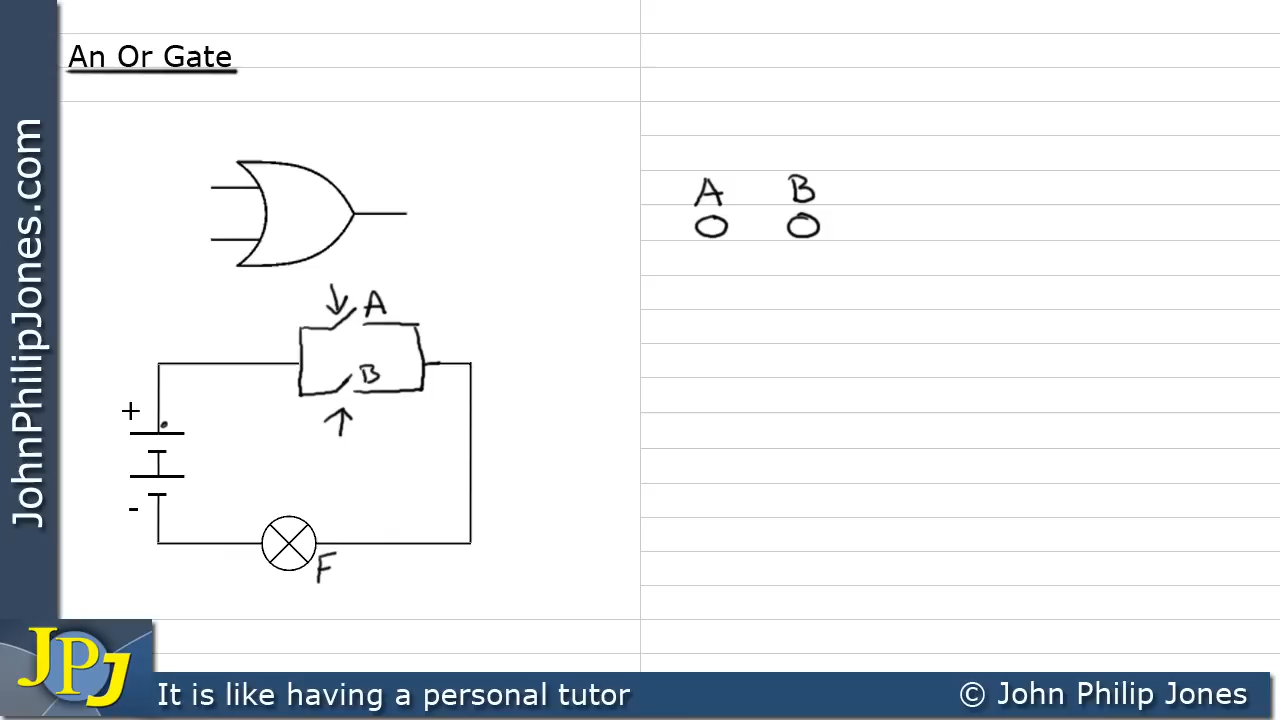 An Or Gate
JohnPhilipJones.com
A B
0 0
A
B
+
-
F
JPJ
It is like having a personal tutor
© John Philip Jones